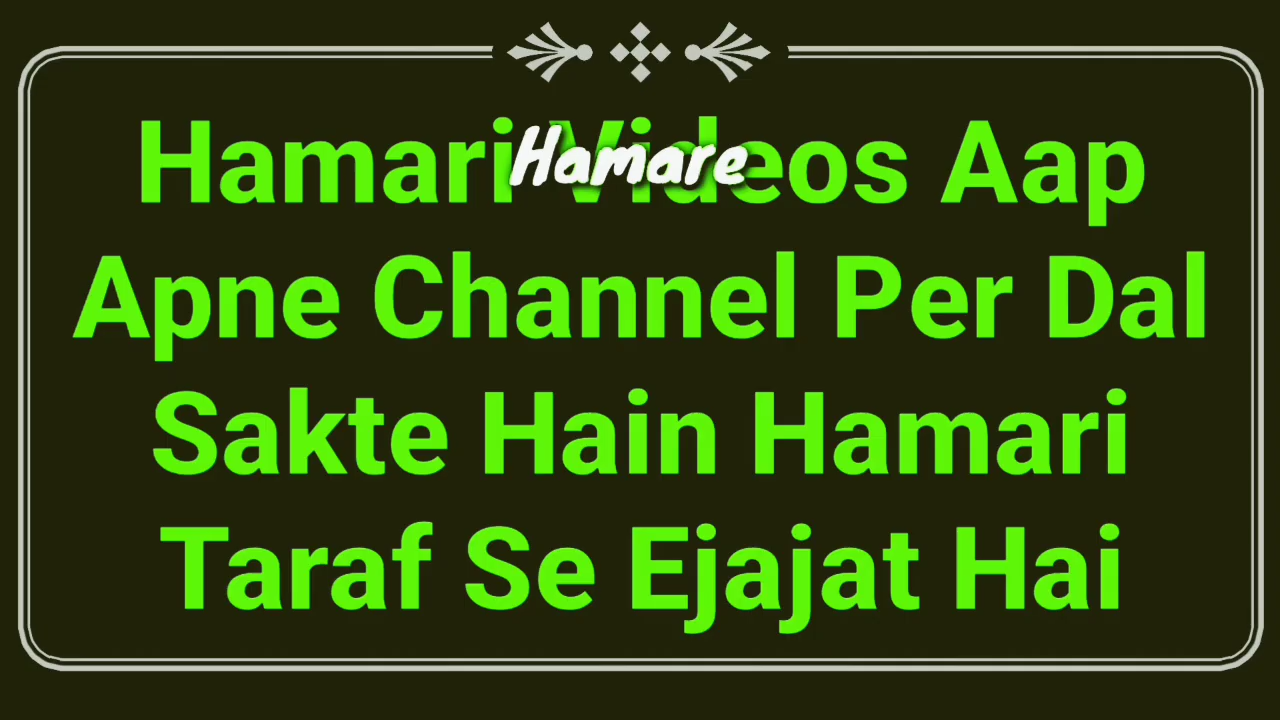 Hamari Videos Aap
Hamare
Apne Channel Per Dal
Sakte Hain Hamari
Taraf Se Ejajat Hai